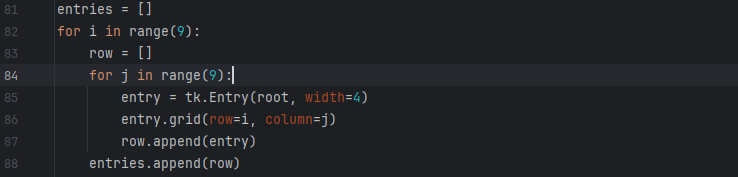 81 entries = []
82 for i in range(9):
83 row = []
84 for j in range(9):
85 entry = tk.Entry(root, width=4)
86 entry.grid(row=i, column=j)
87 row.append(entry)
88 entries.append(row)